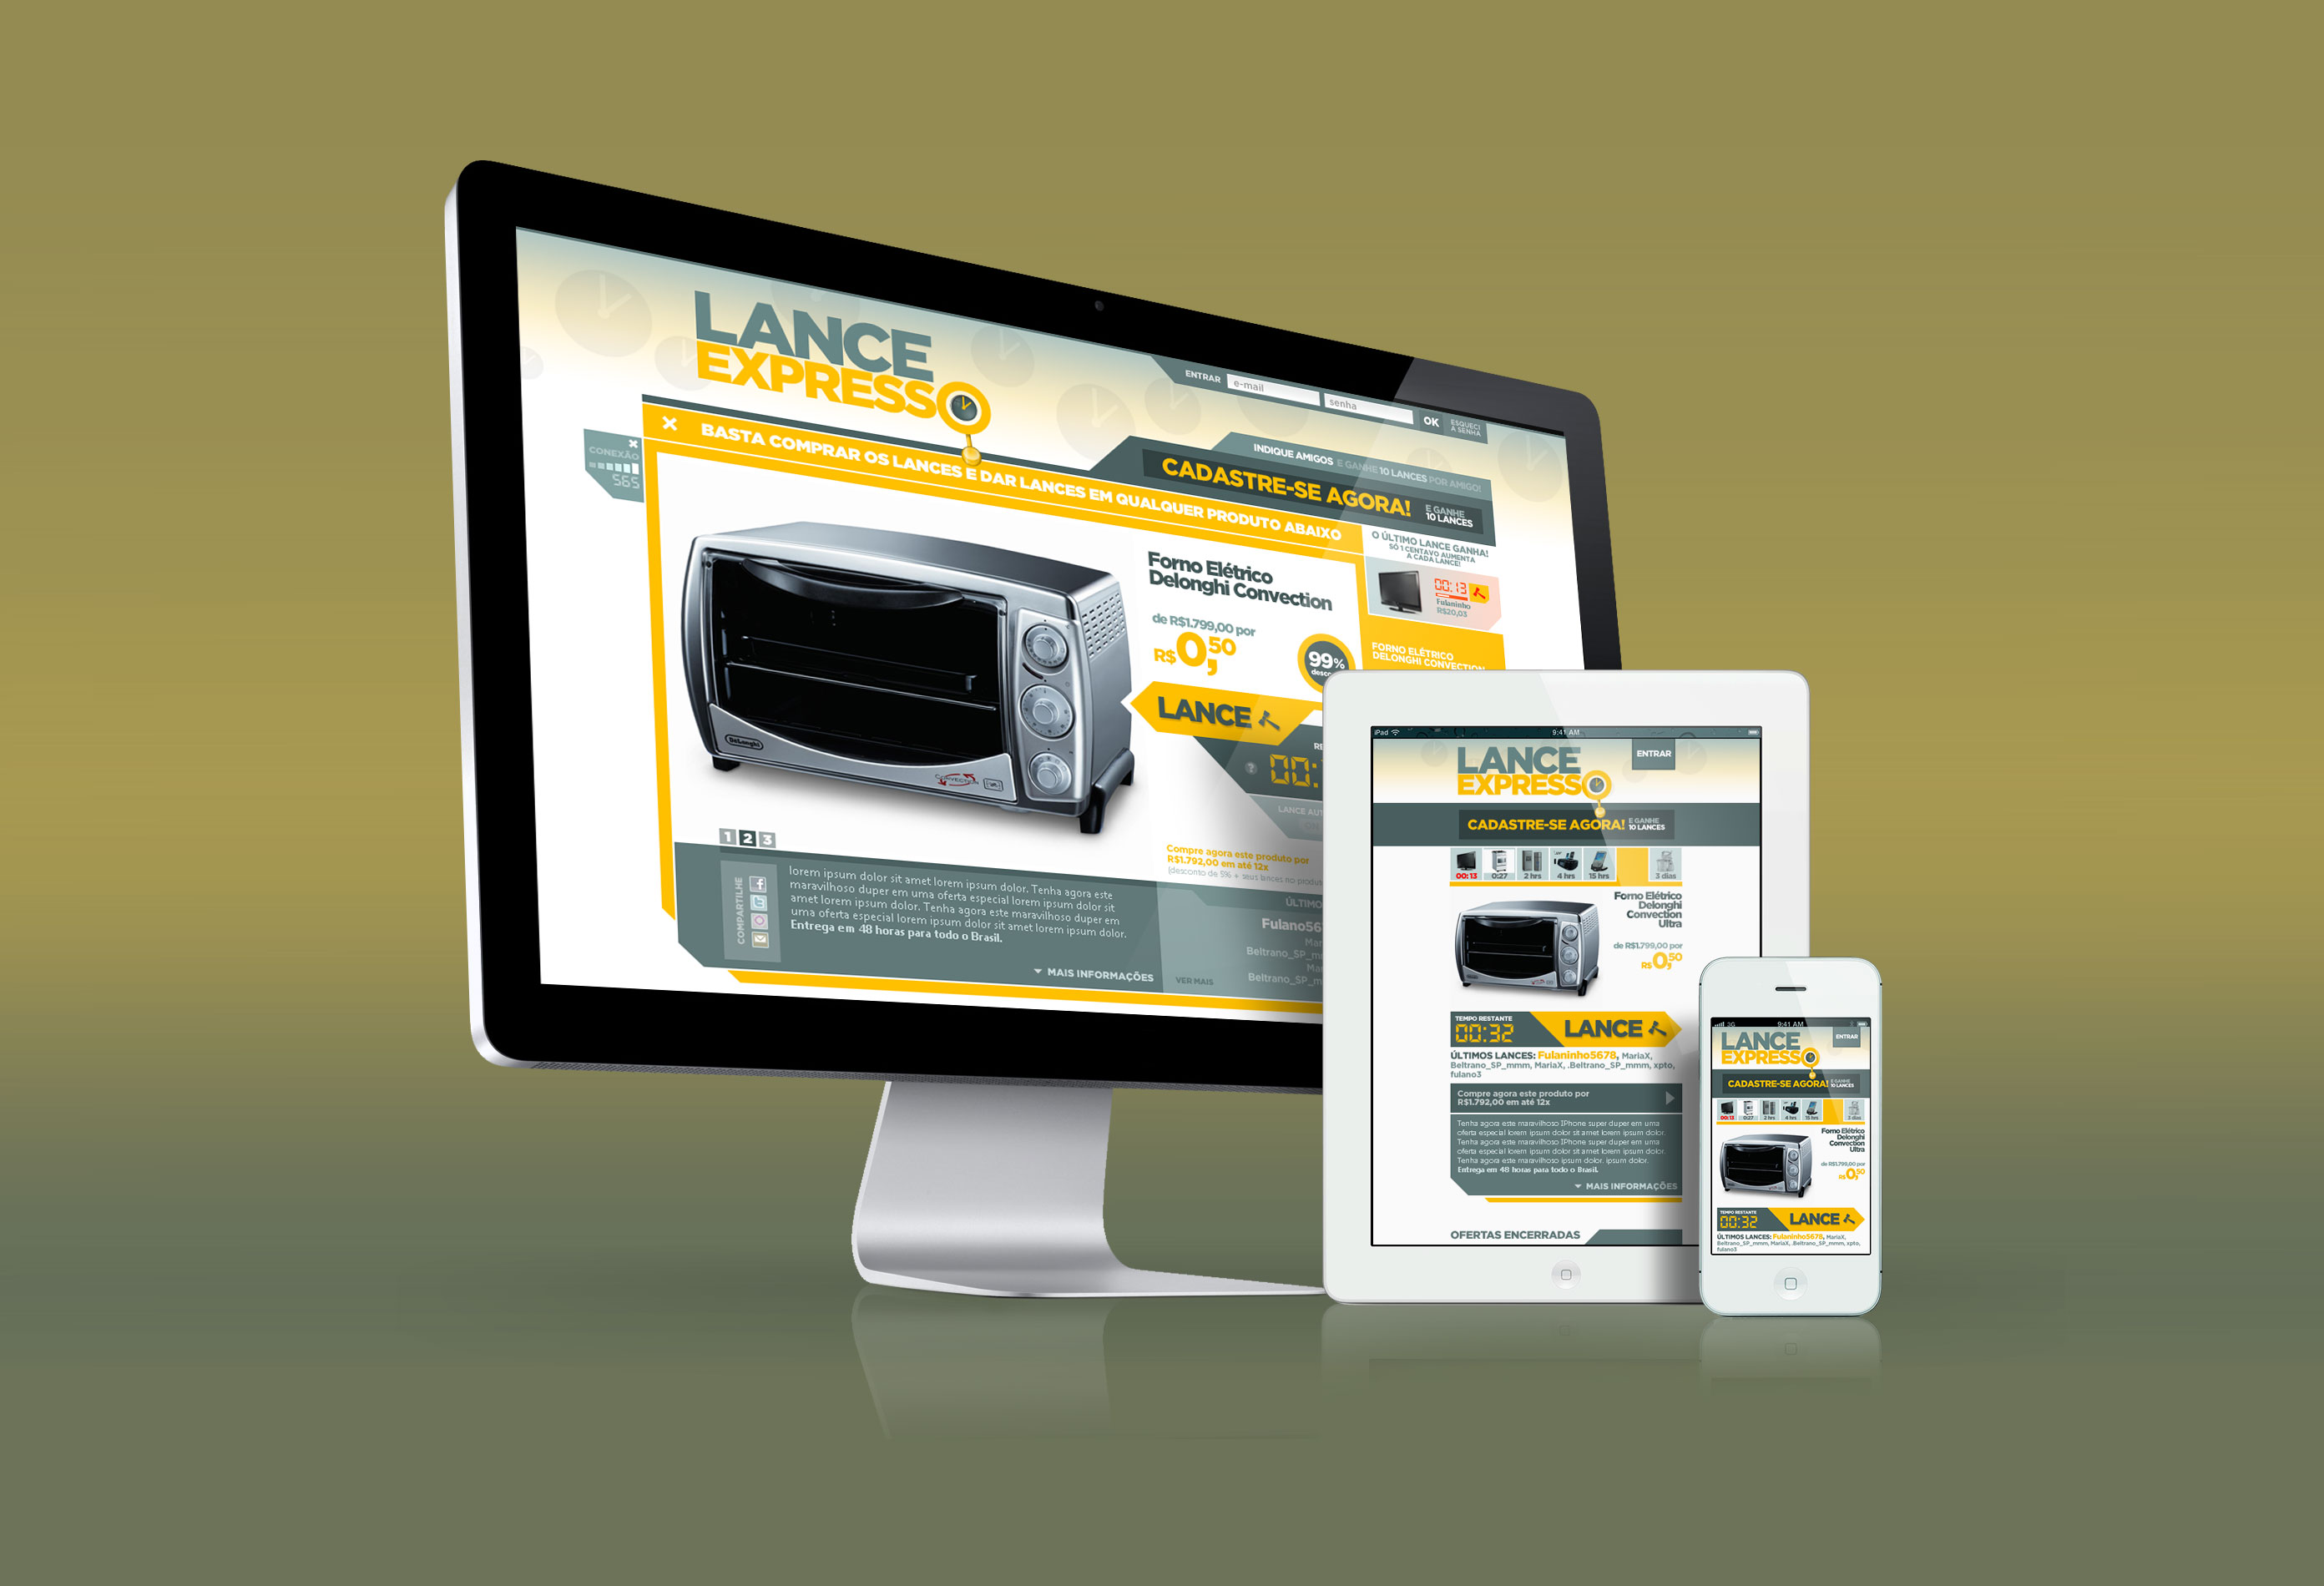 LANCE
EXPRESSO
ENTRAR
e-mail
senha
OK
ESQUECI
A SENHA
INDIQUE AMIGOS E GANHE 10 LANCES POR AMIGO!
CADASTRE-SE AGORA!
E GANHE
10 LANCES
CONEXÃO
565
BASTA COMPRAR OS LANCES E DAR LANCES EM QUALQUER PRODUTO ABAIXO
O ÚLTIMO LANCE GANHA!
SÓ 1 CENTAVO AUMENTA
A CADA LANCE!
00:13
Fulaninho
R$20,03
FORNO ELÉTRICO
DELONGHI CONVECTION
Forno Elétrico
Delonghi Convection
de R$1.799,00 por
R$0,50
99%
LANCE
?
00:
LANCE AUT
DeLonghi
CONVECTION
1 2 3
Compre agora este produto por
R$1.792,00 em até 12x
(desconto de 5% + seus lances no produt
COMPARTILHE
lorem ipsum dolor sit amet lorem ipsum dolor. Tenha agora este
maravilhoso duper em uma oferta especial lorem ipsum dolor sit
amet lorem ipsum dolor. Tenha agora este maravilhoso duper em
uma oferta especial lorem ipsum dolor sit amet lorem ipsum dolor.
Entrega em 48 horas para todo o Brasil.
MAIS INFORMAÇÕES
ÚLTIMO
Fulano56
Mar
Beltrano_SP_m
Ma
Beltrano_SP_m
VER MAIS
iPad
9:41 AM
LANCE
EXPRESSO
ENTRAR
CADASTRE-SE AGORA!
E GANHE
10 LANCES
00:13 0:27 2 hrs 4 hrs 15 hrs 3 dias
Forno Elétrico
Delonghi
Convection
Ultra
de R$1.799,00 por
R$0,50
TEMPO RESTANTE
00:32
LANCE
ÚLTIMOS LANCES: Fulaninho5678, MariaX,
Beltrano_SP_mmm, MariaX, .Beltrano_SP_mmm, xpto,
fulano3
Compre agora este produto por
R$1.792,00 em até 12x
Tenha agora este maravilhoso IPhone super duper em uma
oferta especial lorem ipsum dolor sit amet lorem ipsum dolor.
Tenha agora este maravilhoso IPhone super duper em uma
oferta especial lorem ipsum dolor sit amet lorem ipsum dolor.
Tenha agora este maravilhoso ipsum dolor. ipsum dolor.
Entrega em 48 horas para todo o Brasil.
MAIS INFORMAÇÕES
OFERTAS ENCERRADAS
3G
9:41 AM
LANCE
EXPRESSO
ENTRAR
CADASTRE-SE AGORA!
E GANHE
10 LANCES
00:13 0:27 2 hrs 4 hrs 15 hrs 3 dias
Forno Elétrico
Delonghi
Convection
Ultra
de R$1.799,00 por
R$0,50
TEMPO RESTANTE
00:32
LANCE
ÚLTIMOS LANCES: Fulaninho5678, MariaX,
Beltrano_SP_mmm, MariaX, .Beltrano_SP_mmm, xpto,
fulano3